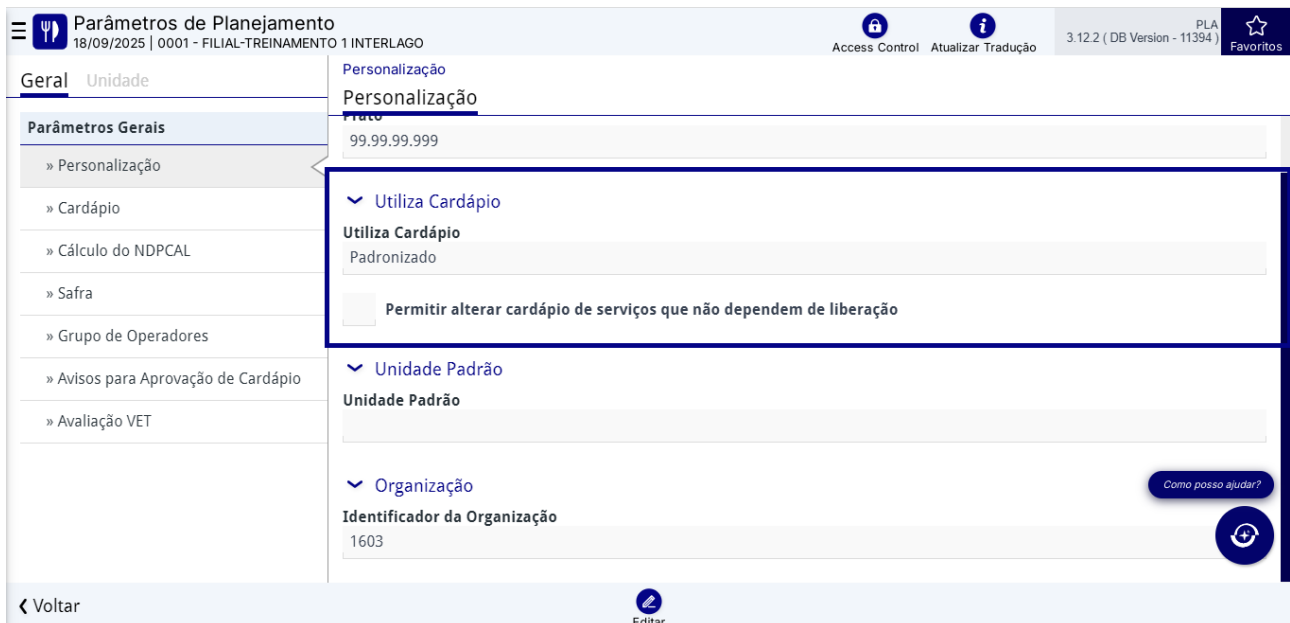 Parâmetros de Planejamento
18/09/2025 | 0001 - FILIAL-TREINAMENTO 1 INTERLAGO
Access Control
Atualizar Tradução
PLA
3.12.2 ( DB Version - 11394 )
Favoritos
Geral Unidade
Parâmetros Gerais
» Personalização
» Cardápio
» Cálculo do NDPCAL
» Safra
» Grupo de Operadores
» Avisos para Aprovação de Cardápio
» Avaliação VET
Personalização
Personalização
Prato
99.99.99.999
Utiliza Cardápio
Utiliza Cardápio
Padronizado
Permitir alterar cardápio de serviços que não dependem de liberação
Unidade Padrão
Unidade Padrão
Organização
Identificador da Organização
1603
Como posso ajudar?
Voltar
Editar